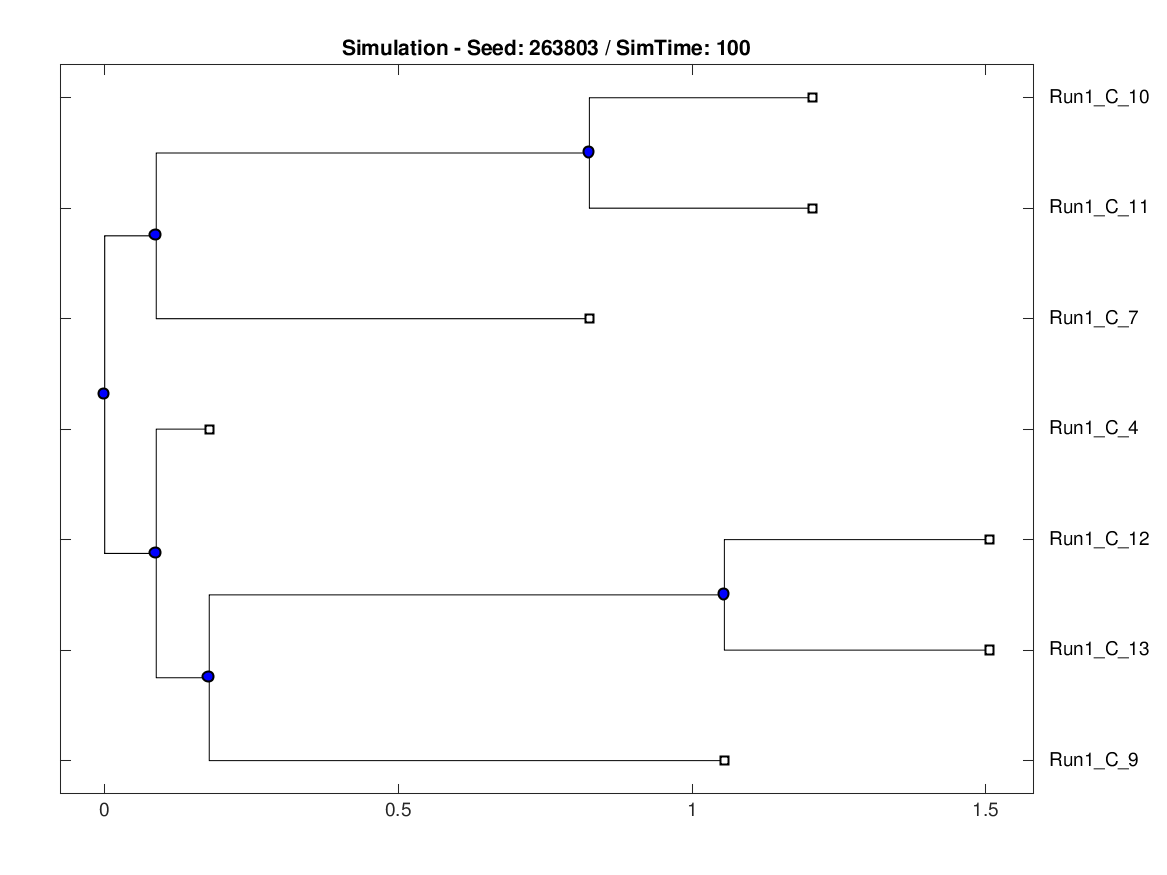 Simulation - Seed: 263803 / SimTime: 100
Run1_C_10
Run1_C_11
Run1_C_7
Run1_C_4
Run1_C_12
Run1_C_13
Run1_C_9
0 0.5 1 1.5